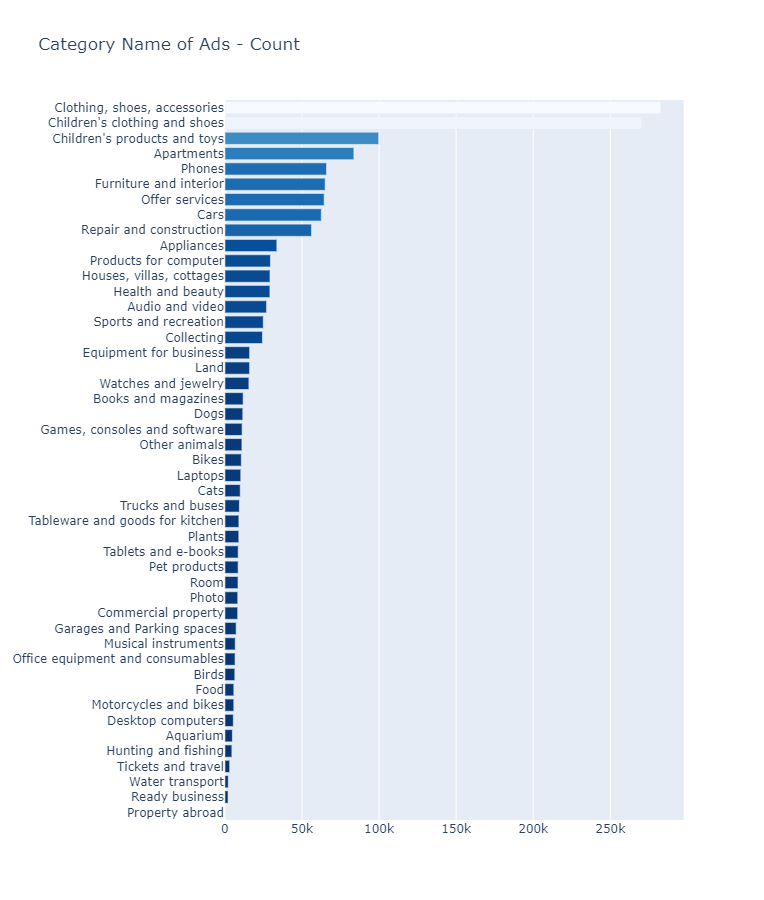 Category Name of Ads - Count
Clothing, shoes, accessories
Children's clothing and shoes
Children's products and toys
Apartments
Phones
Furniture and interior
Offer services
Cars
Repair and construction
Appliances
Products for computer
Houses, villas, cottages
Health and beauty
Audio and video
Sports and recreation
Collecting
Equipment for business
Land
Watches and jewelry
Books and magazines
Dogs
Games, consoles and software
Other animals
Bikes
Laptops
Cats
Trucks and buses
Tableware and goods for kitchen
Plants
Tablets and e-books
Pet products
Room
Photo
Commercial property
Garages and Parking spaces
Musical instruments
Office equipment and consumables
Birds
Food
Motorcycles and bikes
Desktop computers
Aquarium
Hunting and fishing
Tickets and travel
Water transport
Ready business
Property abroad
0 50k 100k 150k 200k 250k